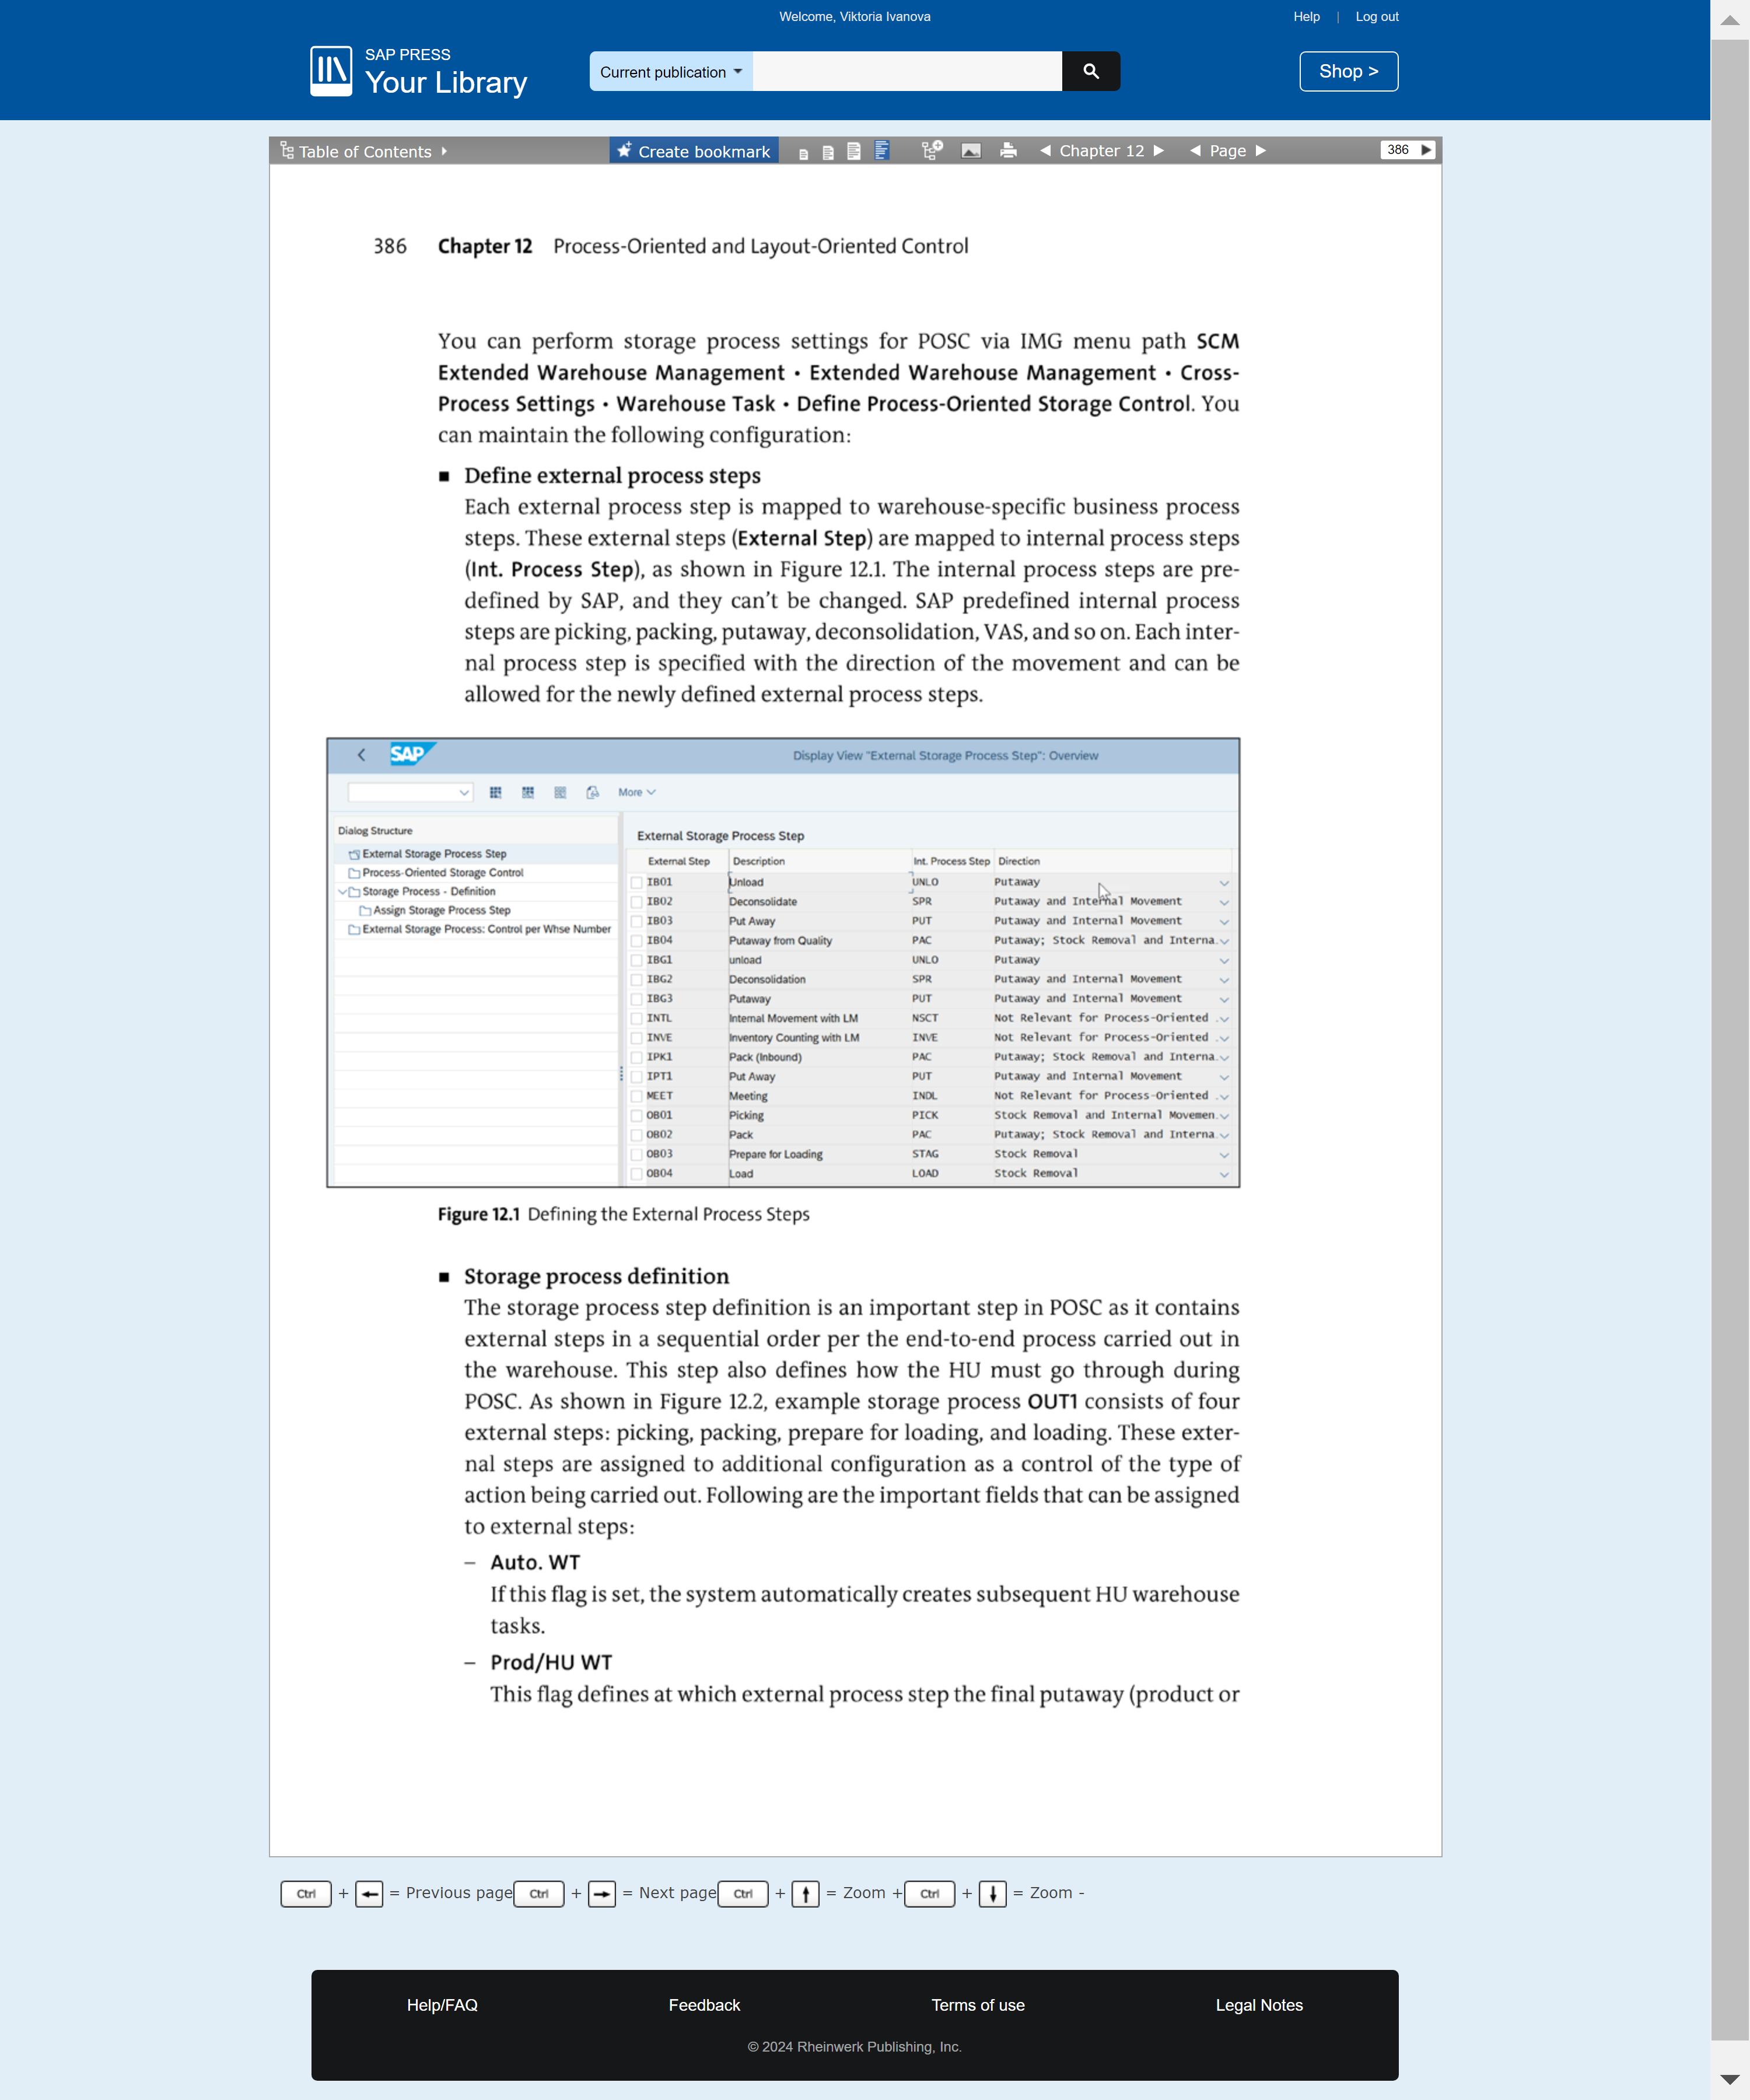 Welcome, Viktoria Ivanova
Help | Log out
SAP PRESS
Your Library
Current publication
Shop >
Table of Contents
Create bookmark
Chapter 12
Page
386
386 Chapter 12 Process-Oriented and Layout-Oriented Control
You can perform storage process settings for POSC via IMG menu path SCM
Extended Warehouse Management • Extended Warehouse Management • Cross-
Process Settings • Warehouse Task • Define Process-Oriented Storage Control. You
can maintain the following configuration:
■ Define external process steps
Each external process step is mapped to warehouse-specific business process
steps. These external steps (External Step) are mapped to internal process steps
(Int. Process Step), as shown in Figure 12.1. The internal process steps are pre-
defined by SAP, and they can't be changed. SAP predefined internal process
steps are picking, packing, putaway, deconsolidation, VAS, and so on. Each inter-
nal process step is specified with the direction of the movement and can be
allowed for the newly defined external process steps.
SAP
Display View "External Storage Process Step": Overview
More
Dialog Structure
External Storage Process Step
Process-Oriented Storage Control
Storage Process - Definition
Assign Storage Process Step
External Storage Process: Control per Whse Number
External Storage Process Step
External Step Description Int. Process Step Direction
IB01 Unload UNLO Putaway
IB02 Deconsolidate SPR Putaway and Internal Movement
IB03 Put Away PUT Putaway and Internal Movement
IB04 Putaway from Quality PAC Putaway; Stock Removal and Interna.
IBG1 unload UNLO Putaway
IBG2 Deconsolidation SPR Putaway and Internal Movement
IBG3 Putaway PUT Putaway and Internal Movement
INTL Internal Movement with LM NSCT Not Relevant for Process-Oriented .
INVE Inventory Counting with LM INVE Not Relevant for Process-Oriented .
IPK1 Pack (Inbound) PAC Putaway; Stock Removal and Interna.
IPT1 Put Away PUT Putaway and Internal Movement
MEET Meeting INDL Not Relevant for Process-Oriented .
OB01 Picking PICK Stock Removal and Internal Movemen.
OB02 Pack PAC Putaway; Stock Removal and Interna.
OB03 Prepare for Loading STAG Stock Removal
OB04 Load LOAD Stock Removal
Figure 12.1 Defining the External Process Steps
■ Storage process definition
The storage process step definition is an important step in POSC as it contains
external steps in a sequential order per the end-to-end process carried out in
the warehouse. This step also defines how the HU must go through during
POSC. As shown in Figure 12.2, example storage process OUT1 consists of four
external steps: picking, packing, prepare for loading, and loading. These exter-
nal steps are assigned to additional configuration as a control of the type of
action being carried out. Following are the important fields that can be assigned
to external steps:
– Auto. WT
If this flag is set, the system automatically creates subsequent HU warehouse
tasks.
– Prod/HU WT
This flag defines at which external process step the final putaway (product or
Ctrl + ← = Previous page Ctrl + → = Next page Ctrl + ↑ = Zoom + Ctrl + ↓ = Zoom -
Help/FAQ Feedback Terms of use Legal Notes
© 2024 Rheinwerk Publishing, Inc.